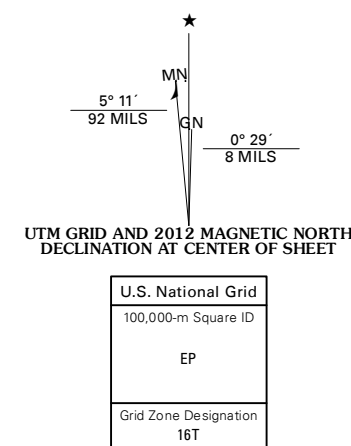 ★
MN
5° 11´
92 MILS
GN
0° 29´
8 MILS
UTM GRID AND 2012 MAGNETIC NORTH
DECLINATION AT CENTER OF SHEET
U.S. National Grid
100,000-m Square ID
EP
Grid Zone Designation
16T